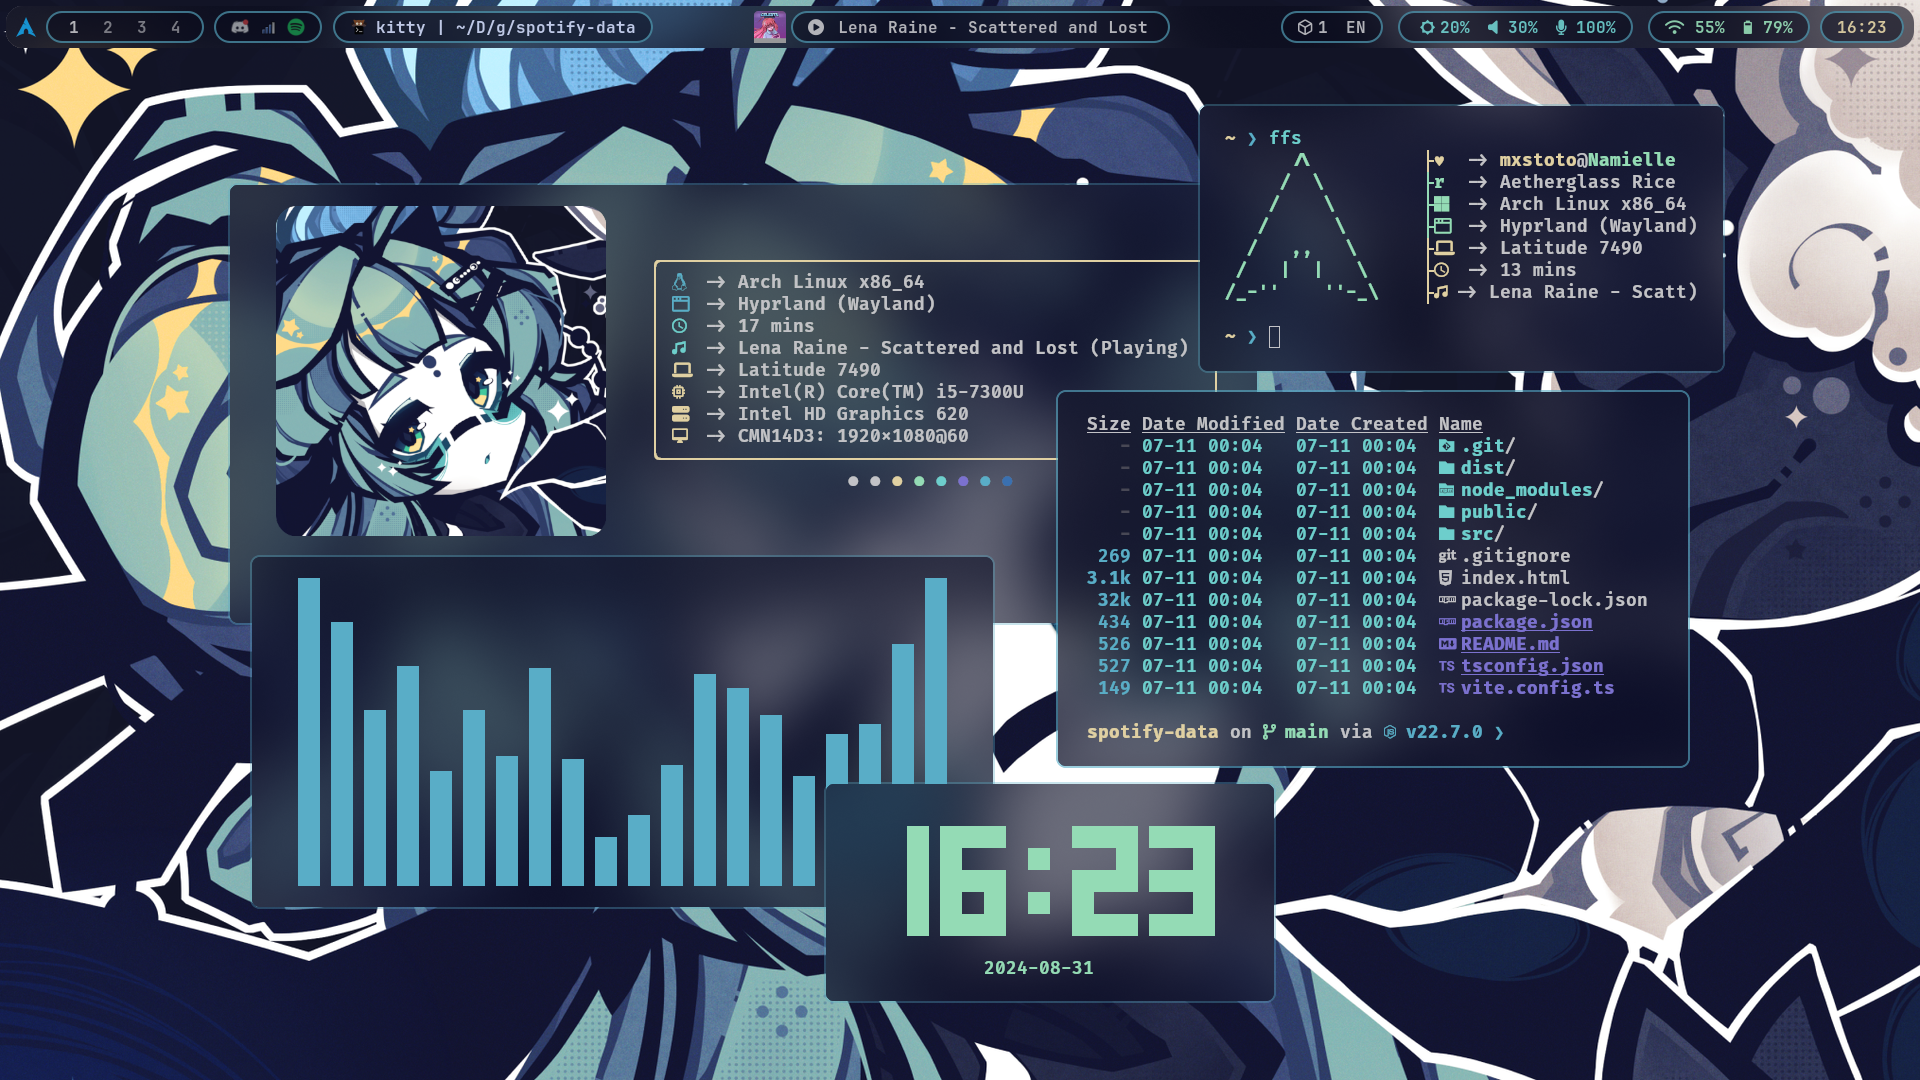 1 2 3 4
kitty | ~/D/g/spotify-data
Lena Raine - Scattered and Lost
1 EN
20% 30% 100%
55% 79%
16:23
~ ❯ ffs
♥ → mxstoto@Namielle
r → Aetherglass Rice
→ Arch Linux x86_64
→ Hyprland (Wayland)
→ Latitude 7490
→ 13 mins
→ Lena Raine - Scatt)
~ ❯
→ Arch Linux x86_64
→ Hyprland (Wayland)
→ 17 mins
→ Lena Raine - Scattered and Lost (Playing)
→ Latitude 7490
→ Intel(R) Core(TM) i5-7300U
→ Intel HD Graphics 620
→ CMN14D3: 1920×1080@60
Size Date Modified Date Created Name
- 07-11 00:04 07-11 00:04 .git/
- 07-11 00:04 07-11 00:04 dist/
- 07-11 00:04 07-11 00:04 node_modules/
- 07-11 00:04 07-11 00:04 public/
- 07-11 00:04 07-11 00:04 src/
269 07-11 00:04 07-11 00:04 git .gitignore
3.1k 07-11 00:04 07-11 00:04 index.html
32k 07-11 00:04 07-11 00:04 package-lock.json
434 07-11 00:04 07-11 00:04 package.json
526 07-11 00:04 07-11 00:04 README.md
527 07-11 00:04 07-11 00:04 TS tsconfig.json
149 07-11 00:04 07-11 00:04 TS vite.config.ts
spotify-data on main via v22.7.0 ❯
16:23
2024-08-31